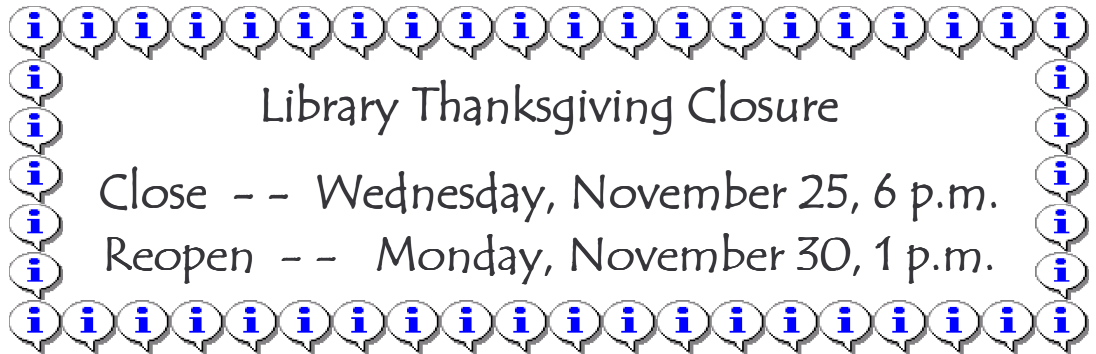 Library Thanksgiving Closure
Close -- Wednesday, November 25, 6 p.m.
Reopen -- Monday, November 30, 1 p.m.